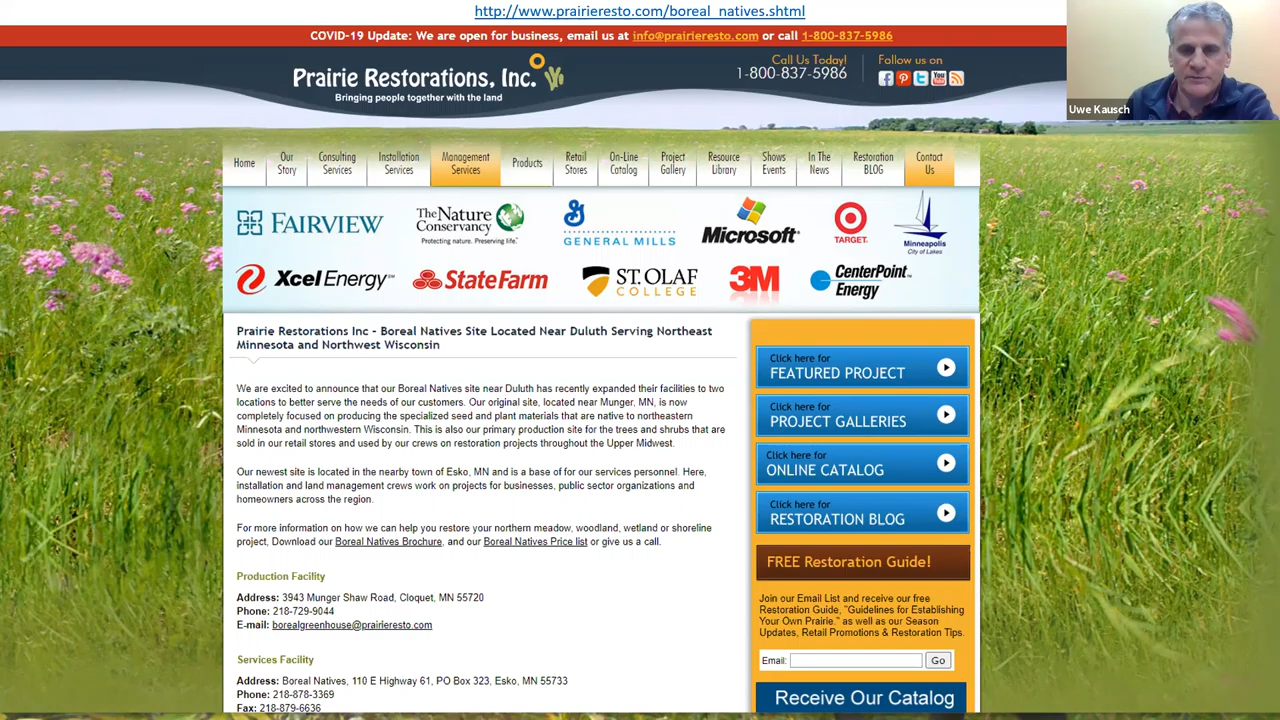 http://www.prairieresto.com/boreal_natives.shtml
COVID-19 Update: We are open for business, email us at info@prairieresto.com or call 1-800-837-5986
Prairie Restorations, Inc.
Bringing people together with the land
Call Us Today!
1-800-837-5986
Follow us on
You
Tube
Uwe Kausch
Home
Our
Story
Consulting
Services
Installation
Services
Management
Services
Products
Retail
Stores
On-Line
Catalog
Project
Gallery
Resource
Library
Shows
Events
In The
News
Restoration
BLOG
Contact
Us
FAIRVIEW
The Nature
Conservancy
Protecting nature. Preserving life.™
GENERAL MILLS
Microsoft®
TARGET.
Minneapolis
City of Lakes
Xcel Energy℠
State Farm
ST. OLAF
COLLEGE
3M
CenterPoint®
Energy
Prairie Restorations Inc - Boreal Natives Site Located Near Duluth Serving Northeast
Minnesota and Northwest Wisconsin
We are excited to announce that our Boreal Natives site near Duluth has recently expanded their facilities to two
locations to better serve the needs of our customers. Our original site, located near Munger, MN, is now
completely focused on producing the specialized seed and plant materials that are native to northeastern
Minnesota and northwestern Wisconsin. This is also our primary production site for the trees and shrubs that are
sold in our retail stores and used by our crews on restoration projects throughout the Upper Midwest.
Our newest site is located in the nearby town of Esko, MN and is a base of for our services personnel. Here,
installation and land management crews work on projects for businesses, public sector organizations and
homeowners across the region.
For more information on how we can help you restore your northern meadow, woodland, wetland or shoreline
project, Download our Boreal Natives Brochure, and our Boreal Natives Price list or give us a call.
Production Facility
Address: 3943 Munger Shaw Road, Cloquet, MN 55720
Phone: 218-729-9044
E-mail: borealgreenhouse@prairieresto.com
Services Facility
Address: Boreal Natives, 110 E Highway 61, PO Box 323, Esko, MN 55733
Phone: 218-878-3369
Fax: 218-879-6636
Click here for
FEATURED PROJECT
Click here for
PROJECT GALLERIES
Click here for
ONLINE CATALOG
Click here for
RESTORATION BLOG
FREE Restoration Guide!
Join our Email List and receive our free
Restoration Guide, "Guidelines for Establishing
Your Own Prairie." as well as our Season
Updates, Retail Promotions & Restoration Tips.
Email:
Go
Receive Our Catalog